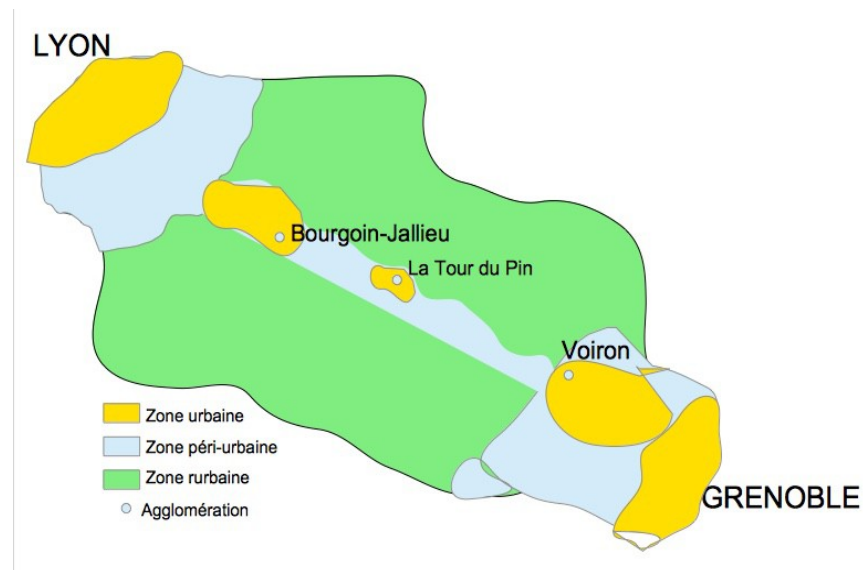 LYON
Bourgoin-Jallieu
La Tour du Pin
Voiron
Zone urbaine
Zone péri-urbaine
Zone rurbaine
Agglomération
GRENOBLE